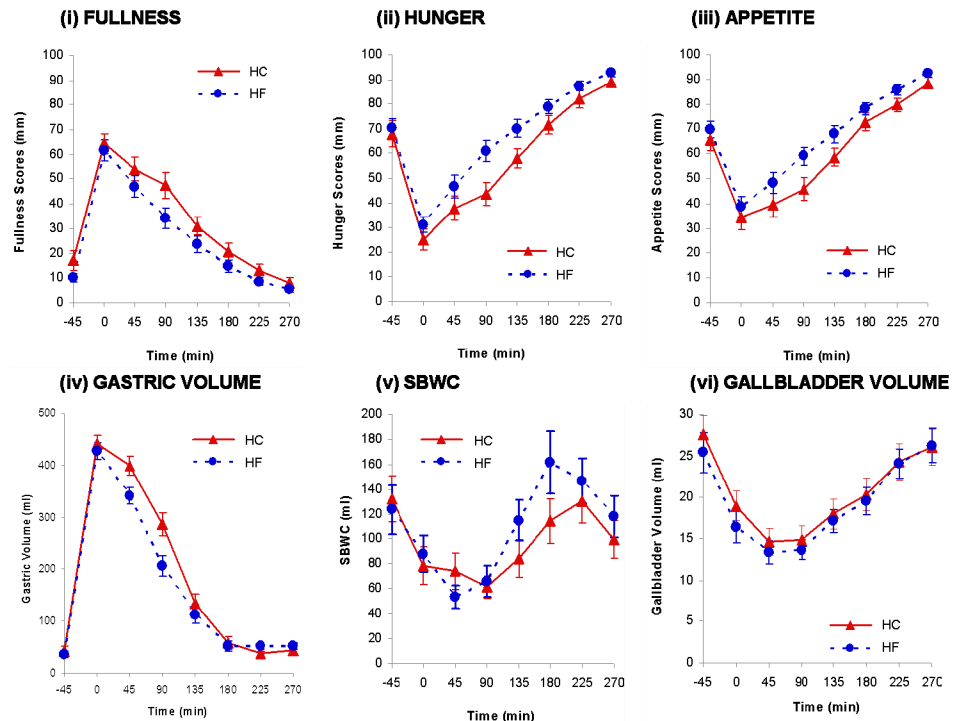 (i) FULLNESS
Fullness Scores (mm)
100
90
80
70
60
50
40
30
20
10
0
HC
HF
-45 0 45 90 135 180 225 270
Time (min)
(ii) HUNGER
Hunger Scores (mm)
100
90
80
70
60
50
40
30
20
10
0
HC
HF
-45 0 45 90 135 180 225 270
Time (min)
(iii) APPETITE
Appetite Scores (mm)
100
90
80
70
60
50
40
30
20
10
0
HC
HF
-45 0 45 90 135 180 225 270
Time (min)
(iv) GASTRIC VOLUME
Gastric Volume (ml)
500
400
300
200
100
0
HC
HF
-45 0 45 90 135 180 225 270
Time (min)
(v) SBWC
SBWC (ml)
200
180
160
140
120
100
80
60
40
20
0
HC
HF
-45 0 45 90 135 180 225 270
Time (min)
(vi) GALLBLADDER VOLUME
Gallbladder Volume (ml)
30
25
20
15
10
5
0
HC
HF
-45 0 45 90 135 180 225 270
Time (min)